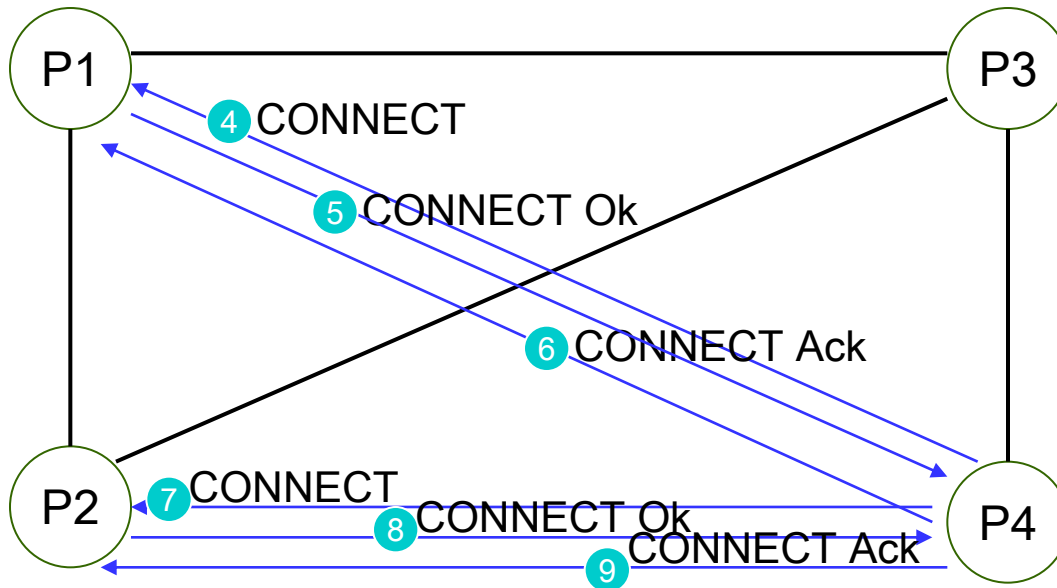 P1
P3
4 CONNECT
5 CONNECT Ok
6 CONNECT Ack
7 CONNECT
P2
8 CONNECT Ok
P4
9 CONNECT Ack